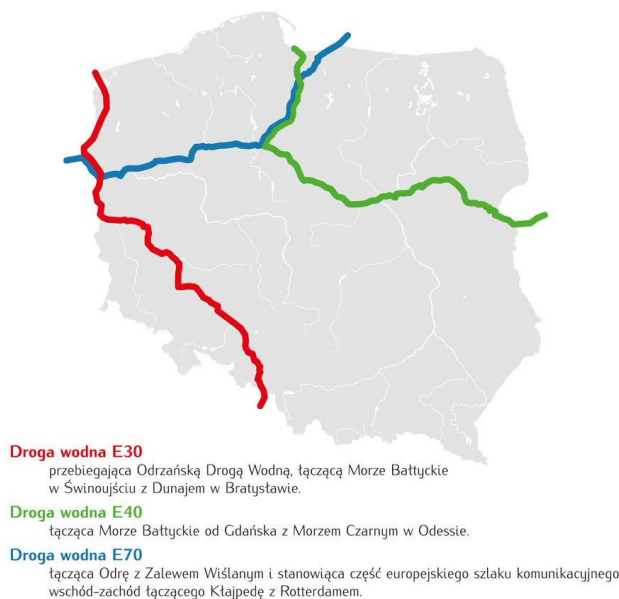 Droga wodna E30
przebiegająca Odrzańską Drogą Wodną, łączącą Morze Bałtyckie
w Świnoujściu z Dunajem w Bratysławie.
Droga wodna E40
łącząca Morze Bałtyckie od Gdańska z Morzem Czarnym w Odessie.
Droga wodna E70
łącząca Odrę z Zalewem Wiślanym i stanowiąca część europejskiego szlaku komunikacyjnego
wschód-zachód łączącego Kłajpedę z Rotterdamem.